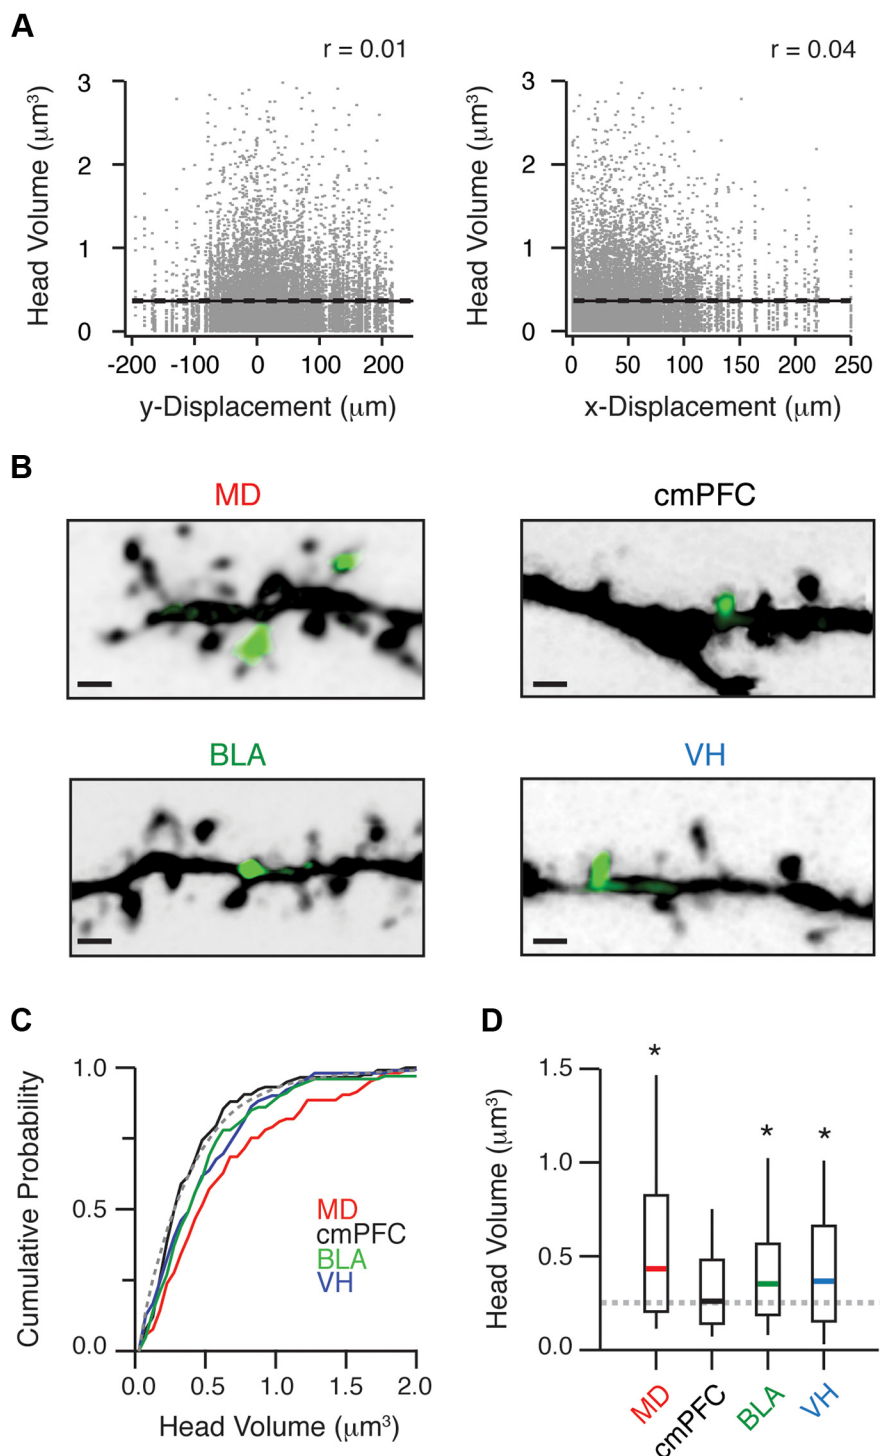 A
r = 0.01
r = 0.04
Head Volume (μm³)
3
2
1
0
-200 -100 0 100 200
y-Displacement (μm)
Head Volume (μm³)
3
2
1
0
0 50 100 150 200 250
x-Displacement (μm)
B
MD
cmPFC
BLA
VH
C
Cumulative Probability
1.0
0.5
0.0
0.0 0.5 1.0 1.5 2.0
Head Volume (μm³)
MD
cmPFC
BLA
VH
D
Head Volume (μm³)
1.5
1.0
0.5
0.0
*
*
*
MD
cmPFC
BLA
VH